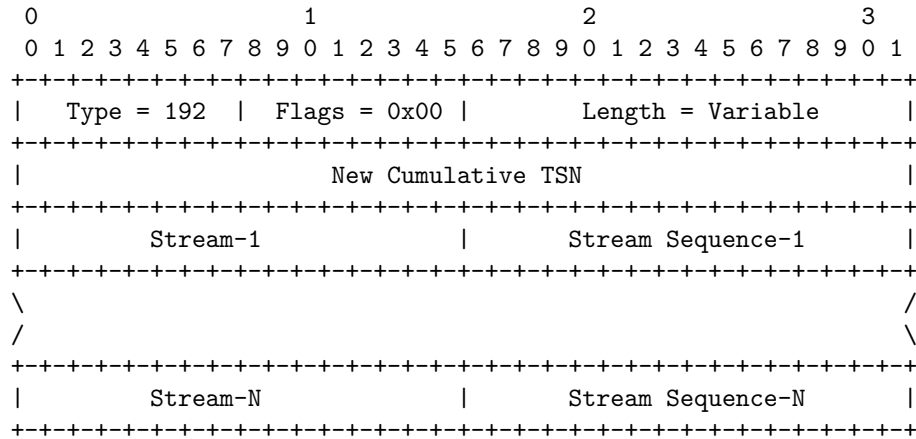 0                   1                   2                   3
 0 1 2 3 4 5 6 7 8 9 0 1 2 3 4 5 6 7 8 9 0 1 2 3 4 5 6 7 8 9 0 1
+-+-+-+-+-+-+-+-+-+-+-+-+-+-+-+-+-+-+-+-+-+-+-+-+-+-+-+-+-+-+-+-+
|   Type = 192  |  Flags = 0x00 |        Length = Variable      |
+-+-+-+-+-+-+-+-+-+-+-+-+-+-+-+-+-+-+-+-+-+-+-+-+-+-+-+-+-+-+-+-+
|                      New Cumulative TSN                       |
+-+-+-+-+-+-+-+-+-+-+-+-+-+-+-+-+-+-+-+-+-+-+-+-+-+-+-+-+-+-+-+-+
|         Stream-1              |       Stream Sequence-1       |
+-+-+-+-+-+-+-+-+-+-+-+-+-+-+-+-+-+-+-+-+-+-+-+-+-+-+-+-+-+-+-+-+
\                                                               /
/                                                               \
+-+-+-+-+-+-+-+-+-+-+-+-+-+-+-+-+-+-+-+-+-+-+-+-+-+-+-+-+-+-+-+-+
|         Stream-N              |       Stream Sequence-N       |
+-+-+-+-+-+-+-+-+-+-+-+-+-+-+-+-+-+-+-+-+-+-+-+-+-+-+-+-+-+-+-+-+